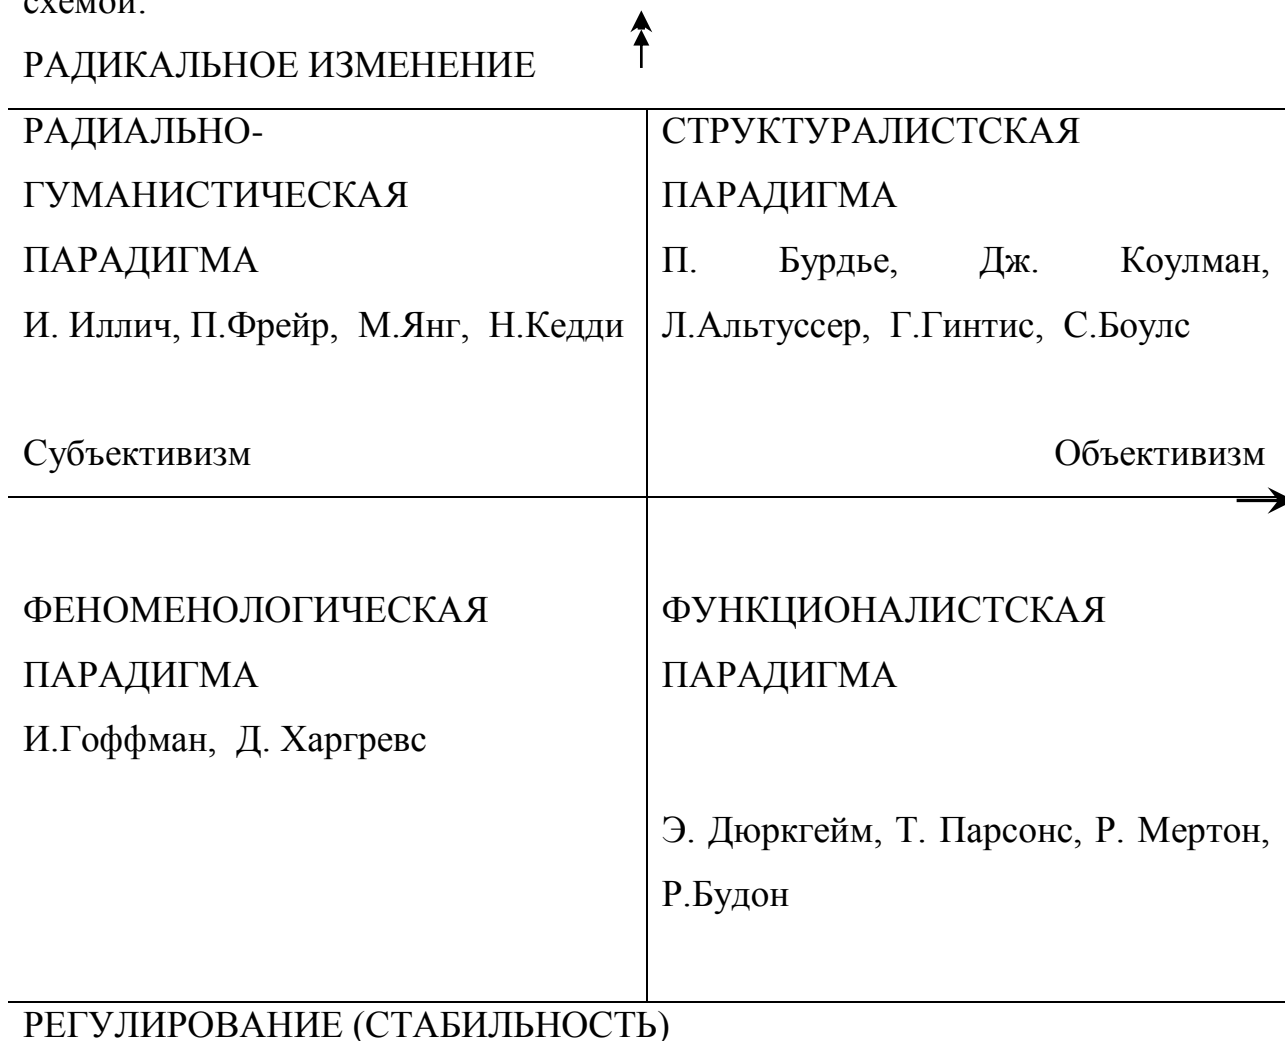 схемой.
РАДИКАЛЬНОЕ ИЗМЕНЕНИЕ
РАДИАЛЬНО-
ГУМАНИСТИЧЕСКАЯ
ПАРАДИГМА
И. Иллич, П.Фрейр, М.Янг, Н.Кедди
Субъективизм
СТРУКТУРАЛИСТСКАЯ
ПАРАДИГМА
П. Бурдье, Дж. Коулман,
Л.Альтуссер, Г.Гинтис, С.Боулс
Объективизм
ФЕНОМЕНОЛОГИЧЕСКАЯ
ПАРАДИГМА
И.Гоффман, Д. Харгревс
ФУНКЦИОНАЛИСТСКАЯ
ПАРАДИГМА
Э. Дюркгейм, Т. Парсонс, Р. Мертон,
Р.Будон
РЕГУЛИРОВАНИЕ (СТАБИЛЬНОСТЬ)